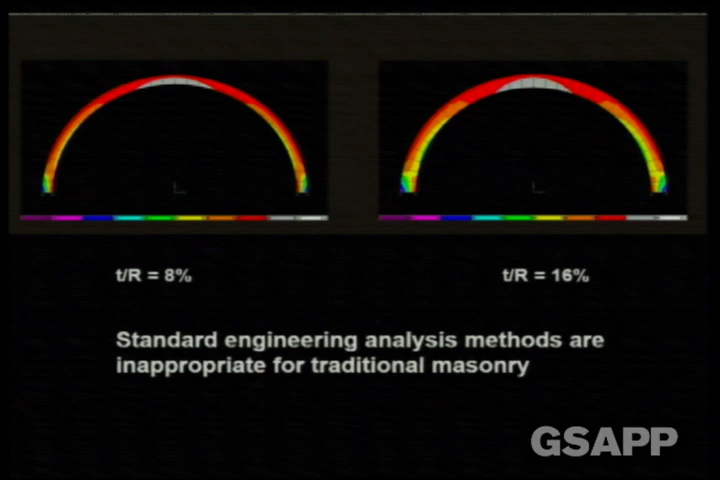 t/R = 8%
t/R = 16%
Standard engineering analysis methods are
inappropriate for traditional masonry
GSAPP